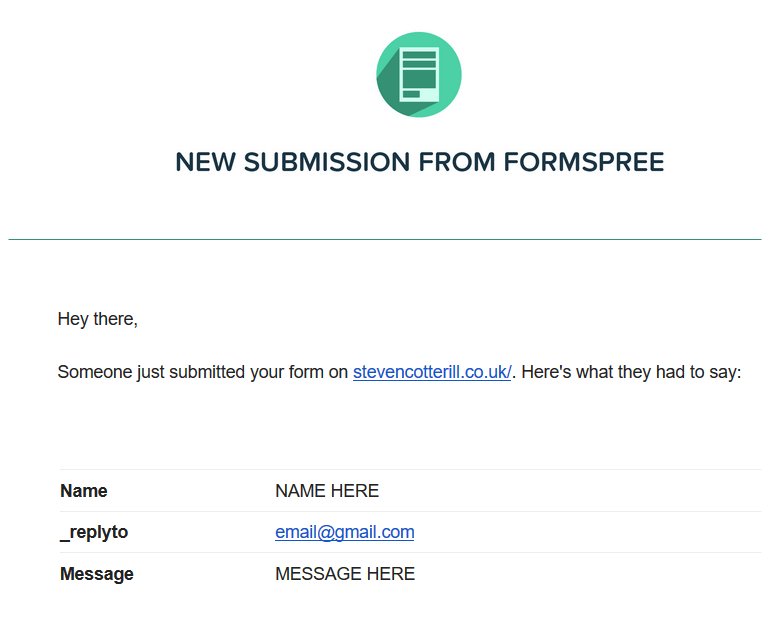 NEW SUBMISSION FROM FORMSPREE
Hey there,
Someone just submitted your form on stevencotterill.co.uk/. Here's what they had to say:
Name NAME HERE
_replyto email@gmail.com
Message MESSAGE HERE